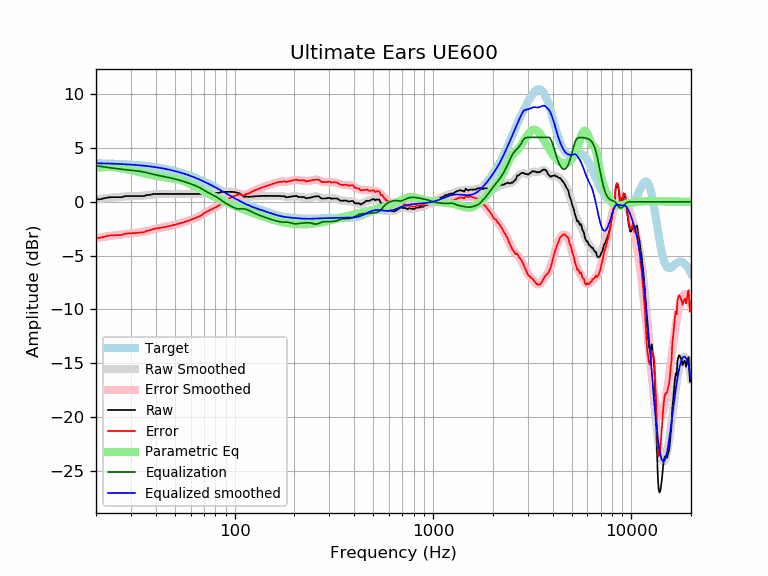 Ultimate Ears UE600
Amplitude (dBr)
10
5
0
−5
−10
−15
−20
−25
Target
Raw Smoothed
Error Smoothed
Raw
Error
Parametric Eq
Equalization
Equalized smoothed
100
1000
10000
Frequency (Hz)